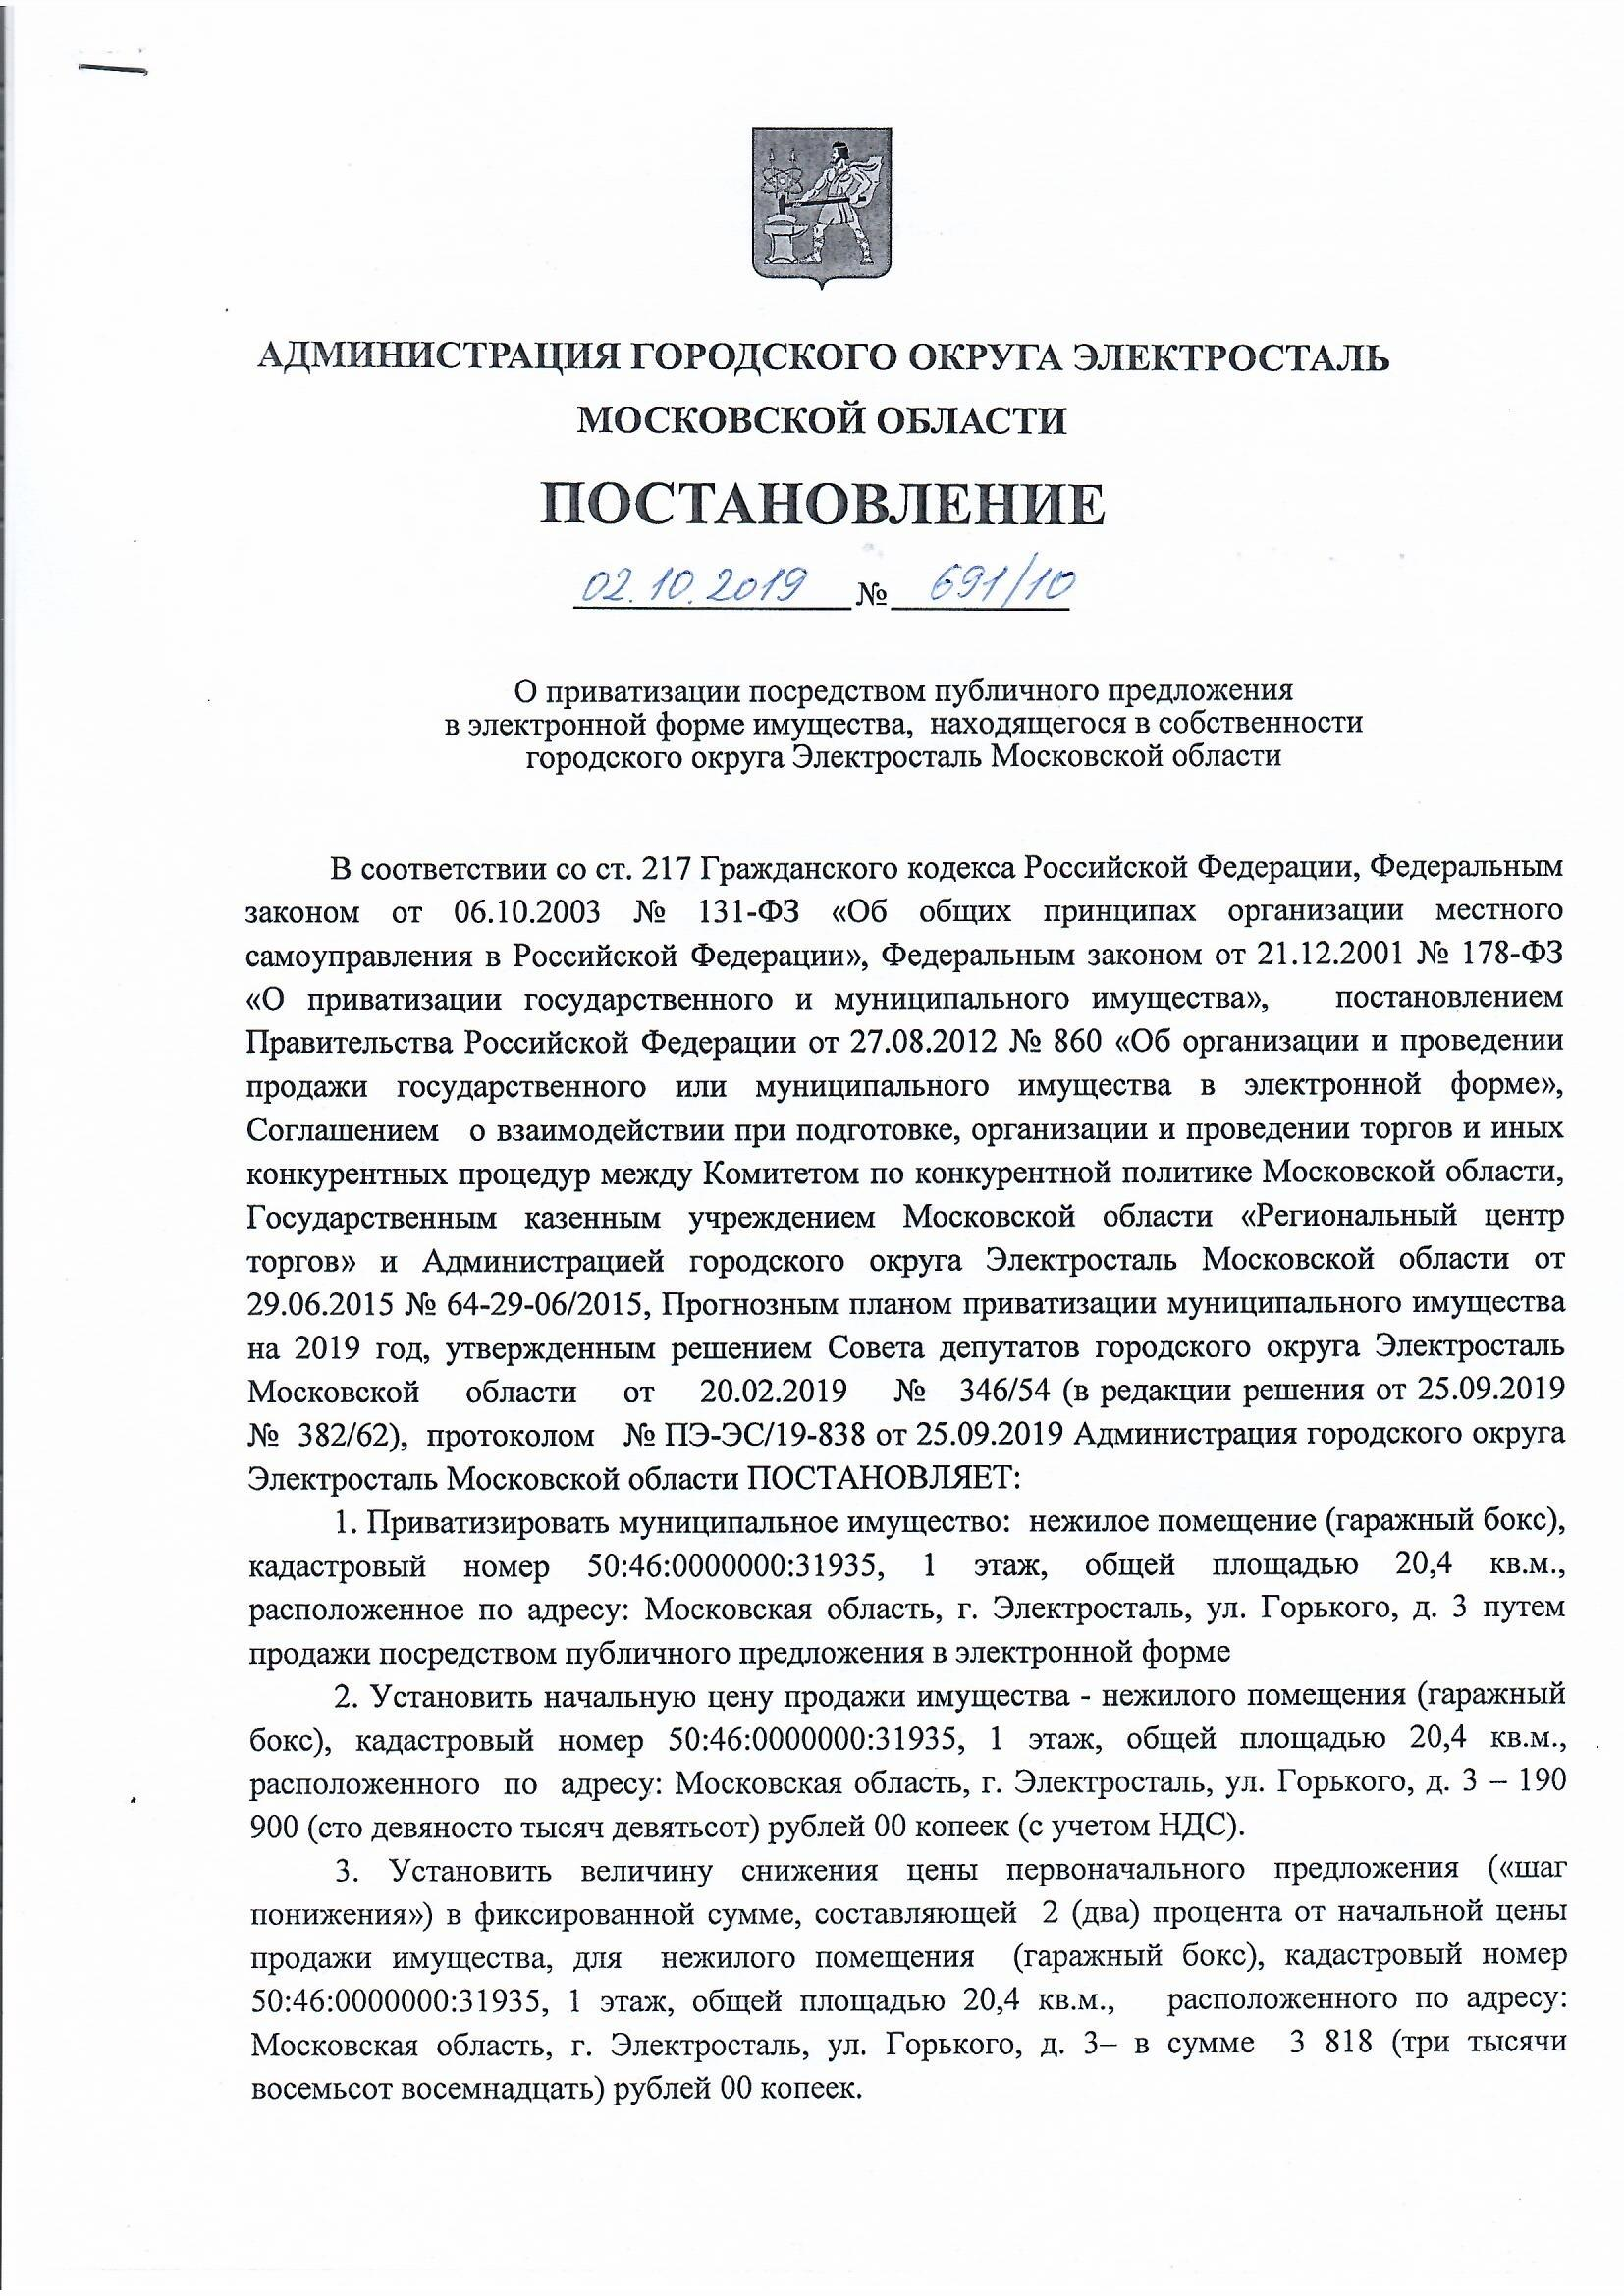 АДМИНИСТРАЦИЯ ГОРОДСКОГО ОКРУГА ЭЛЕКТРОСТАЛЬ
МОСКОВСКОЙ ОБЛАСТИ
ПОСТАНОВЛЕНИЕ
02.10.2019 № 691/10
О приватизации посредством публичного предложения
в электронной форме имущества, находящегося в собственности
городского округа Электросталь Московской области
В соответствии со ст. 217 Гражданского кодекса Российской Федерации, Федеральным
законом от 06.10.2003 № 131-ФЗ «Об общих принципах организации местного
самоуправления в Российской Федерации», Федеральным законом от 21.12.2001 № 178-ФЗ
«О приватизации государственного и муниципального имущества», постановлением
Правительства Российской Федерации от 27.08.2012 № 860 «Об организации и проведении
продажи государственного или муниципального имущества в электронной форме»,
Соглашением о взаимодействии при подготовке, организации и проведении торгов и иных
конкурентных процедур между Комитетом по конкурентной политике Московской области,
Государственным казенным учреждением Московской области «Региональный центр
торгов» и Администрацией городского округа Электросталь Московской области от
29.06.2015 № 64-29-06/2015, Прогнозным планом приватизации муниципального имущества
на 2019 год, утвержденным решением Совета депутатов городского округа Электросталь
Московской области от 20.02.2019 № 346/54 (в редакции решения от 25.09.2019
№ 382/62), протоколом № ПЭ-ЭС/19-838 от 25.09.2019 Администрация городского округа
Электросталь Московской области ПОСТАНОВЛЯЕТ:
1. Приватизировать муниципальное имущество: нежилое помещение (гаражный бокс),
кадастровый номер 50:46:0000000:31935, 1 этаж, общей площадью 20,4 кв.м.,
расположенное по адресу: Московская область, г. Электросталь, ул. Горького, д. 3 путем
продажи посредством публичного предложения в электронной форме
2. Установить начальную цену продажи имущества - нежилого помещения (гаражный
бокс), кадастровый номер 50:46:0000000:31935, 1 этаж, общей площадью 20,4 кв.м.,
расположенного по адресу: Московская область, г. Электросталь, ул. Горького, д. 3 – 190
900 (сто девяносто тысяч девятьсот) рублей 00 копеек (с учетом НДС).
3. Установить величину снижения цены первоначального предложения («шаг
понижения») в фиксированной сумме, составляющей 2 (два) процента от начальной цены
продажи имущества, для нежилого помещения (гаражный бокс), кадастровый номер
50:46:0000000:31935, 1 этаж, общей площадью 20,4 кв.м., расположенного по адресу:
Московская область, г. Электросталь, ул. Горького, д. 3– в сумме 3 818 (три тысячи
восемьсот восемнадцать) рублей 00 копеек.